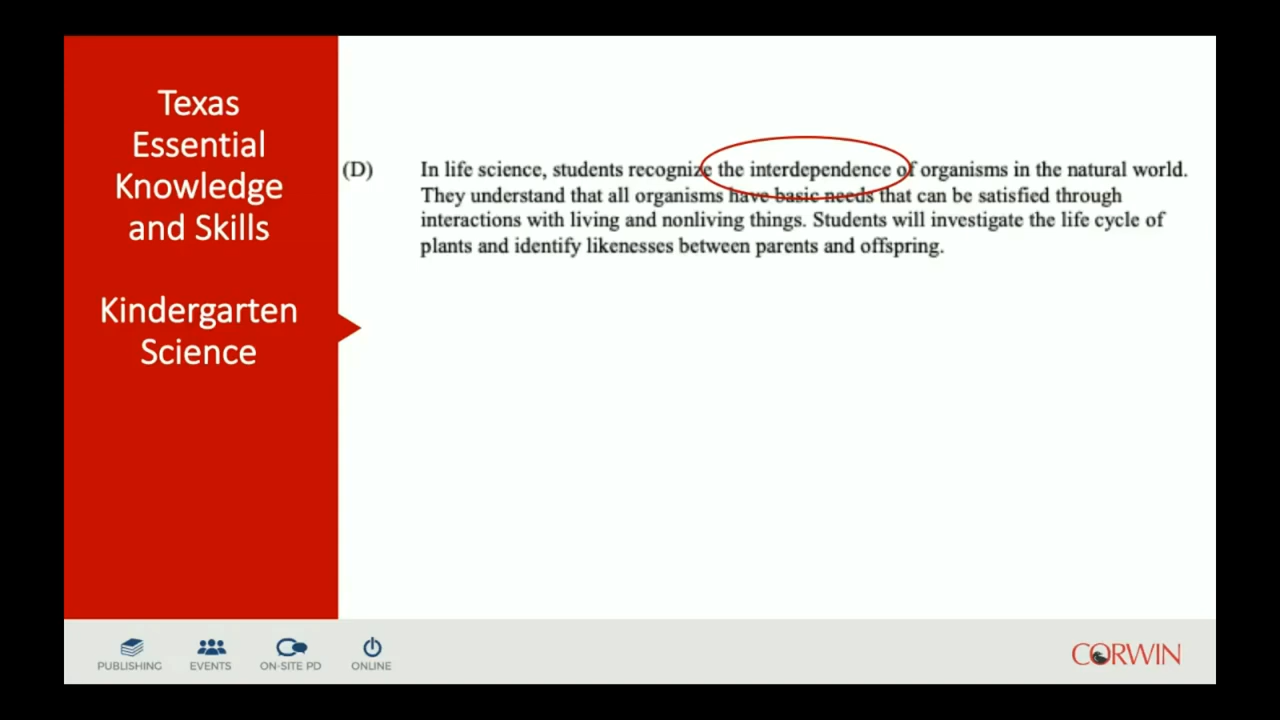 Texas
Essential
Knowledge
and Skills
Kindergarten
Science
(D) In life science, students recognize the interdependence of organisms in the natural world.
They understand that all organisms have basic needs that can be satisfied through
interactions with living and nonliving things. Students will investigate the life cycle of
plants and identify likenesses between parents and offspring.
PUBLISHING EVENTS ON-SITE PD ONLINE
CORWIN